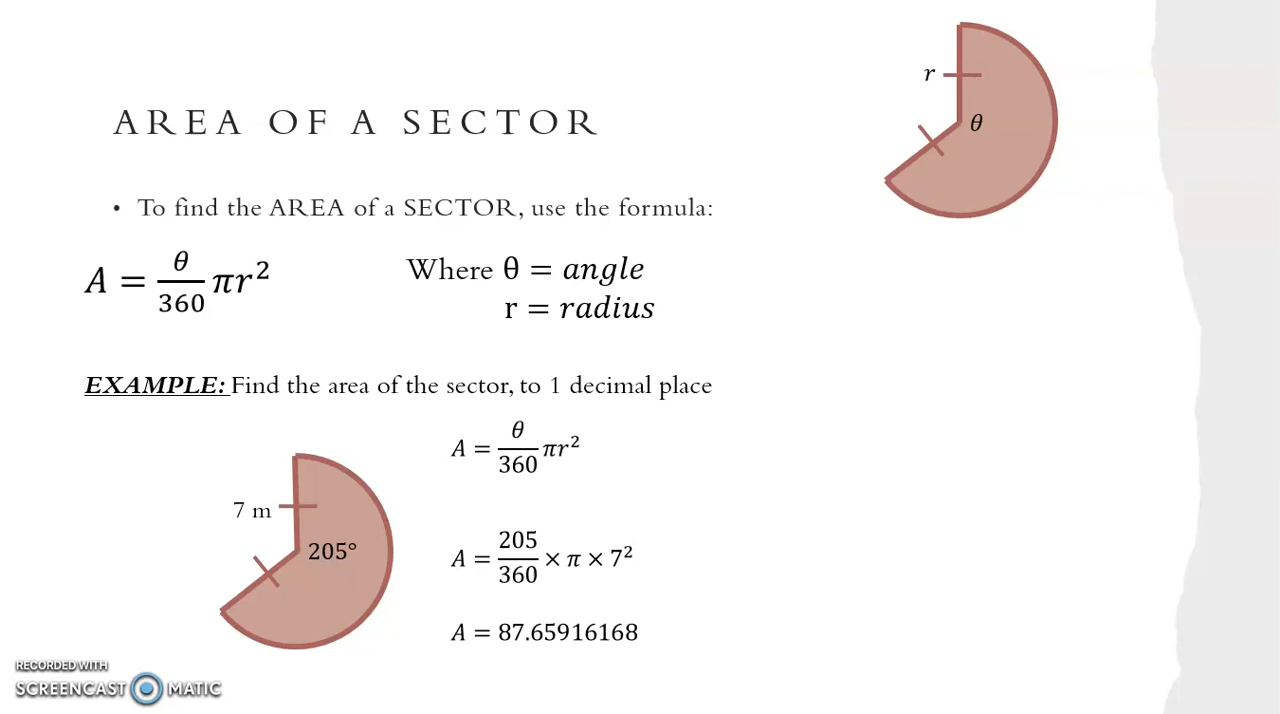 AREA OF A SECTOR
r
θ
• To find the AREA of a SECTOR, use the formula:
A = θ/360 πr²
Where θ = angle
r = radius
EXAMPLE: Find the area of the sector, to 1 decimal place
A = θ/360 πr²
7 m
205°
A = 205/360 × π × 7²
A = 87.65916168
RECORDED WITH
SCREENCAST MATIC